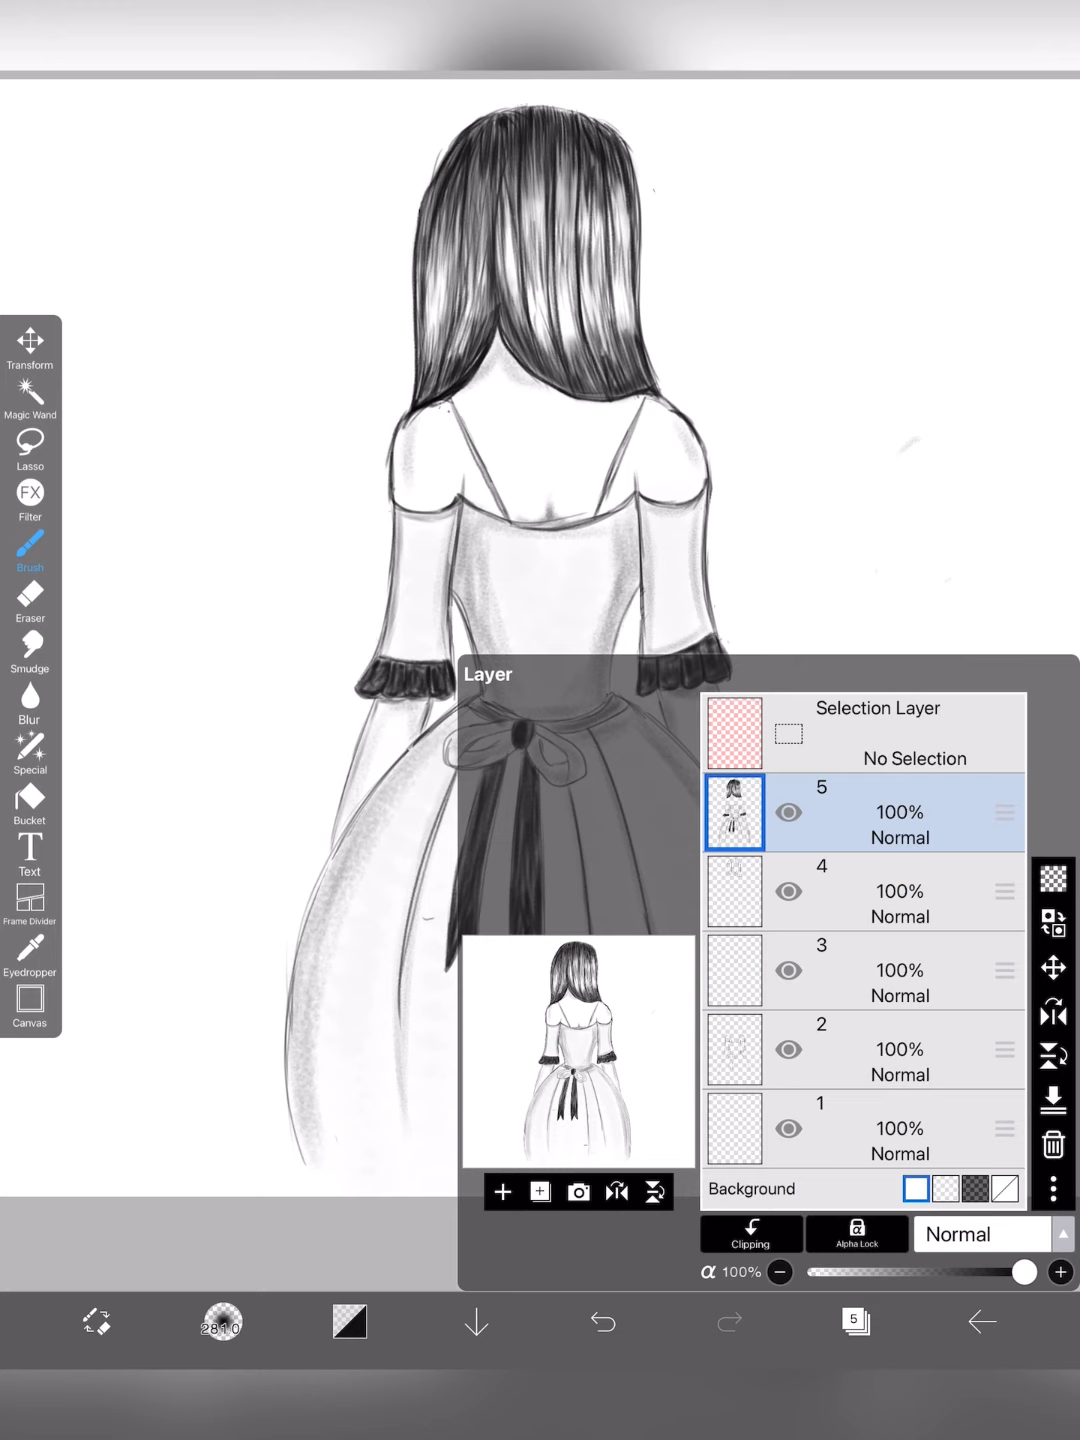 Transform
Magic Wand
Lasso
FX
Filter
Brush
Eraser
Smudge
Blur
Special
Bucket
T
Text
Frame Divider
Eyedropper
Canvas
Layer
Selection Layer
No Selection
5
100%
Normal
4
100%
Normal
3
100%
Normal
2
100%
Normal
1
100%
Normal
Background
Clipping
α
Alpha Lock
Normal
α 100%
281.0
5